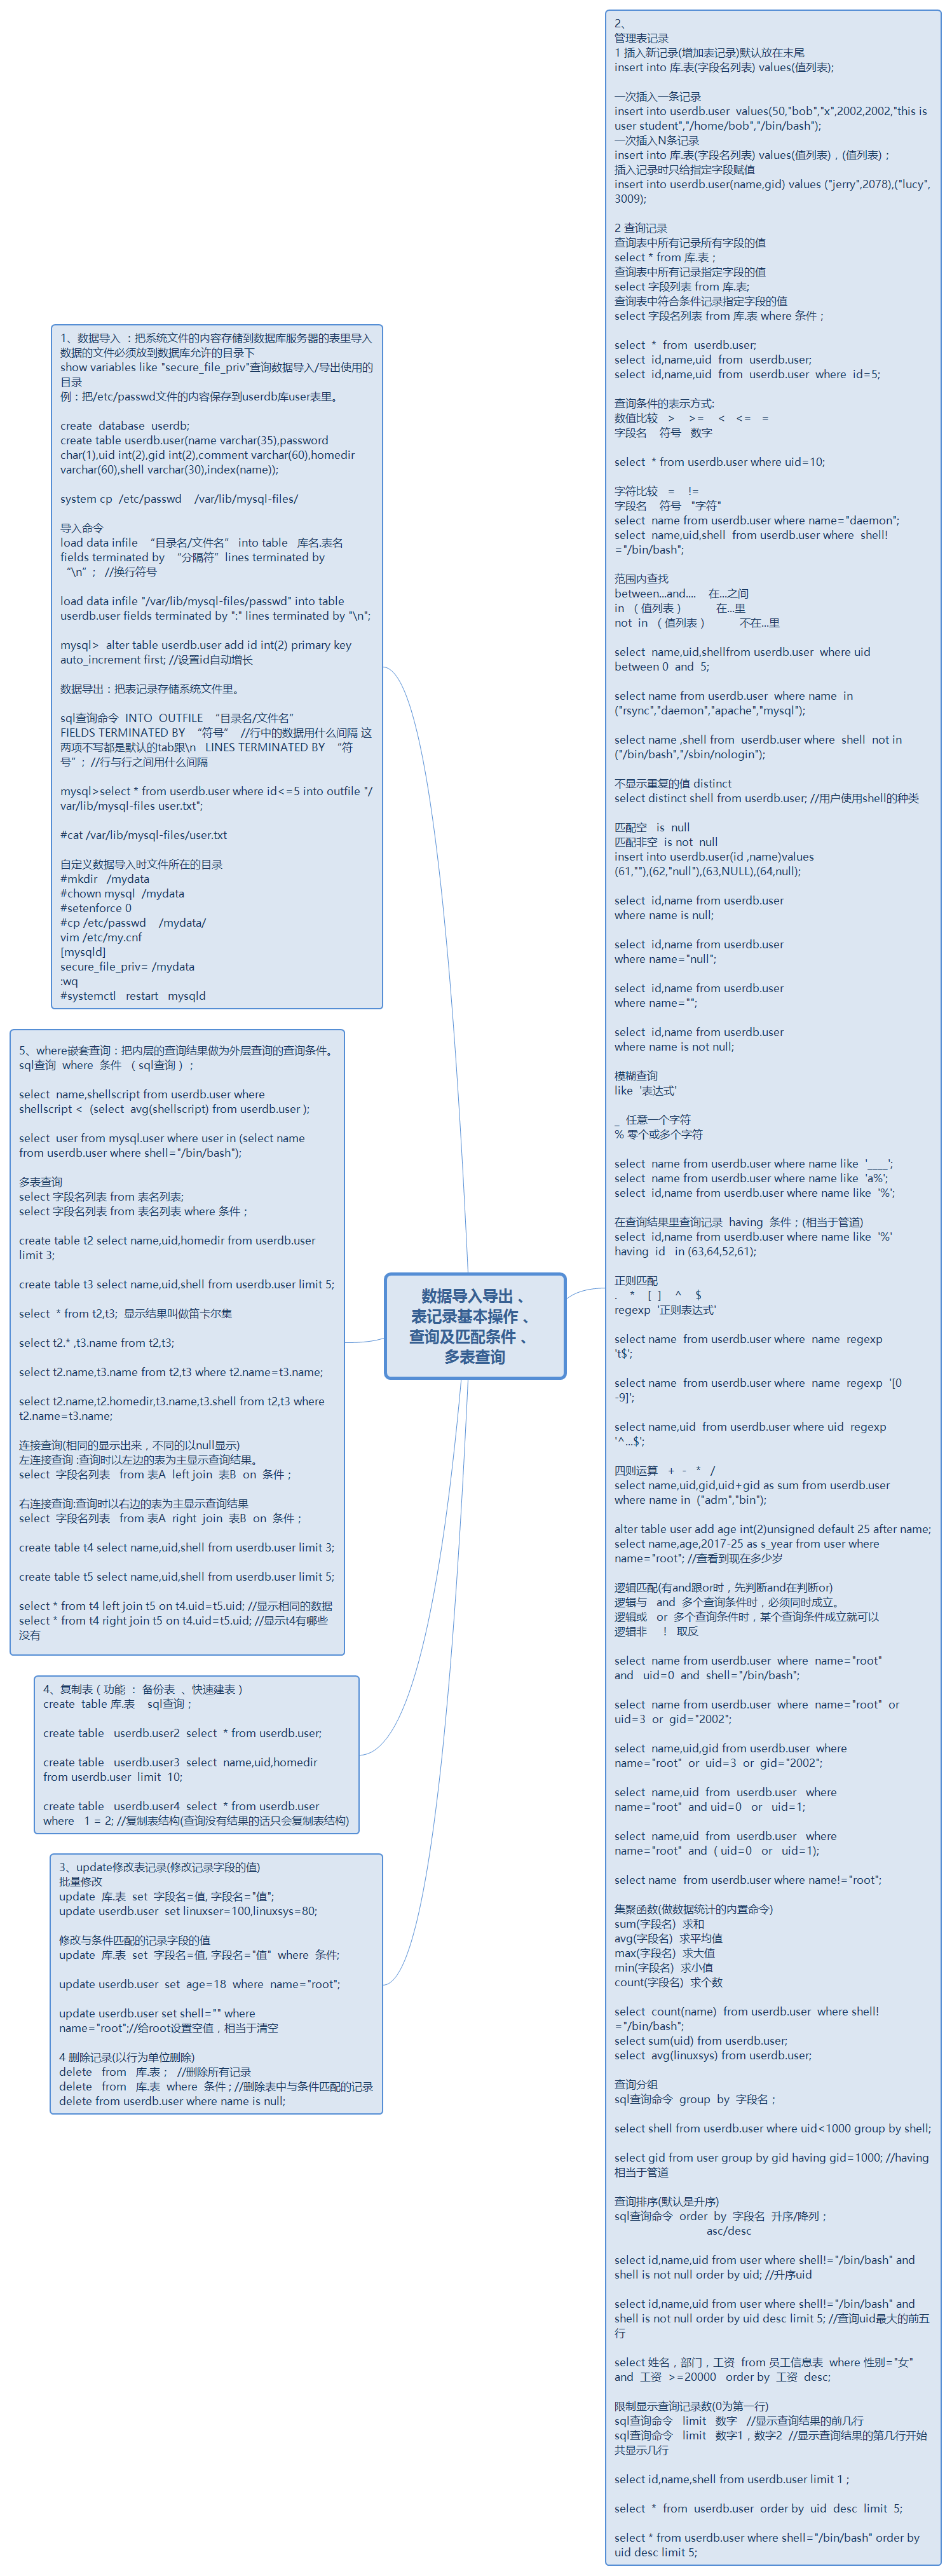 数据导入导出 、
表记录基本操作 、
查询及匹配条件 、
多表查询
1、数据导入 ：把系统文件的内容存储到数据库服务器的表里导入
数据的文件必须放到数据库允许的目录下
show variables like "secure_file_priv"查询数据导入/导出使用的
目录
例：把/etc/passwd文件的内容保存到userdb库user表里。
create database userdb;
create table userdb.user(name varchar(35),password
char(1),uid int(2),gid int(2),comment varchar(60),homedir
varchar(60),shell varchar(30),index(name));
system cp /etc/passwd /var/lib/mysql-files/
导入命令
load data infile “目录名/文件名” into table 库名.表名
fields terminated by “分隔符” lines terminated by
“\n”； //换行符号
load data infile "/var/lib/mysql-files/passwd" into table
userdb.user fields terminated by ":" lines terminated by "\n";
mysql> alter table userdb.user add id int(2) primary key
auto_increment first; //设置id自动增长
数据导出：把表记录存储系统文件里。
sql查询命令 INTO OUTFILE “目录名/文件名”
FIELDS TERMINATED BY “符号” //行中的数据用什么间隔 这
两项不写都是默认的tab跟\n LINES TERMINATED BY “符
号”; //行与行之间用什么间隔
mysql>select * from userdb.user where id<=5 into outfile "/
var/lib/mysql-files user.txt";
#cat /var/lib/mysql-files/user.txt
自定义数据导入时文件所在的目录
#mkdir /mydata
#chown mysql /mydata
#setenforce 0
#cp /etc/passwd /mydata/
vim /etc/my.cnf
[mysqld]
secure_file_priv= /mydata
:wq
#systemctl restart mysqld
2、
管理表记录
1 插入新记录(增加表记录)默认放在末尾
insert into 库.表(字段名列表) values(值列表);
一次插入一条记录
insert into userdb.user values(50,"bob","x",2002,2002,"this is
user student","/home/bob","/bin/bash");
一次插入N条记录
insert into 库.表(字段名列表) values(值列表)，(值列表)；
插入记录时只给指定字段赋值
insert into userdb.user(name,gid) values ("jerry",2078),("lucy",
3009);
2 查询记录
查询表中所有记录所有字段的值
select * from 库.表；
查询表中所有记录指定字段的值
select 字段列表 from 库.表;
查询表中符合条件记录指定字段的值
select 字段名列表 from 库.表 where 条件；
select * from userdb.user;
select id,name,uid from userdb.user;
select id,name,uid from userdb.user where id=5;
查询条件的表示方式:
数值比较 > >= < <= =
字段名 符号 数字
select * from userdb.user where uid=10;
字符比较 = !=
字段名 符号 "字符"
select name from userdb.user where name="daemon";
select name,uid,shell from userdb.user where shell!
="/bin/bash";
范围内查找
between...and.... 在...之间
in （值列表） 在...里
not in （值列表） 不在...里
select name,uid,shellfrom userdb.user where uid
between 0 and 5;
select name from userdb.user where name in
("rsync","daemon","apache","mysql");
select name ,shell from userdb.user where shell not in
("/bin/bash","/sbin/nologin");
不显示重复的值 distinct
select distinct shell from userdb.user; //用户使用shell的种类
匹配空 is null
匹配非空 is not null
insert into userdb.user(id ,name)values
(61,""),(62,"null"),(63,NULL),(64,null);
select id,name from userdb.user
where name is null;
select id,name from userdb.user
where name="null";
select id,name from userdb.user
where name="";
select id,name from userdb.user
where name is not null;
模糊查询
like '表达式'
_ 任意一个字符
% 零个或多个字符
select name from userdb.user where name like '____';
select name from userdb.user where name like 'a%';
select id,name from userdb.user where name like '%';
在查询结果里查询记录 having 条件；(相当于管道)
select id,name from userdb.user where name like '%'
having id in (63,64,52,61);
正则匹配
. * [ ] ^ $
regexp '正则表达式'
select name from userdb.user where name regexp
't$';
select name from userdb.user where name regexp '[0
-9]';
select name,uid from userdb.user where uid regexp
'^...$';
四则运算 + - * /
select name,uid,gid,uid+gid as sum from userdb.user
where name in ("adm","bin");
alter table user add age int(2)unsigned default 25 after name;
select name,age,2017-25 as s_year from user where
name="root"; //查看到现在多少岁
逻辑匹配(有and跟or时，先判断and在判断or)
逻辑与 and 多个查询条件时，必须同时成立。
逻辑或 or 多个查询条件时，某个查询条件成立就可以
逻辑非 ！ 取反
select name from userdb.user where name="root"
and uid=0 and shell="/bin/bash";
select name from userdb.user where name="root" or
uid=3 or gid="2002";
select name,uid,gid from userdb.user where
name="root" or uid=3 or gid="2002";
select name,uid from userdb.user where
name="root" and uid=0 or uid=1;
select name,uid from userdb.user where
name="root" and ( uid=0 or uid=1);
select name from userdb.user where name!="root";
集聚函数(做数据统计的内置命令)
sum(字段名) 求和
avg(字段名) 求平均值
max(字段名) 求大值
min(字段名) 求小值
count(字段名) 求个数
select count(name) from userdb.user where shell!
="/bin/bash";
select sum(uid) from userdb.user;
select avg(linuxsys) from userdb.user;
查询分组
sql查询命令 group by 字段名；
select shell from userdb.user where uid<1000 group by shell;
select gid from user group by gid having gid=1000; //having
相当于管道
查询排序(默认是升序)
sql查询命令 order by 字段名 升序/降列；
asc/desc
select id,name,uid from user where shell!="/bin/bash" and
shell is not null order by uid; //升序uid
select id,name,uid from user where shell!="/bin/bash" and
shell is not null order by uid desc limit 5; //查询uid最大的前五
行
select 姓名，部门，工资 from 员工信息表 where 性别="女"
and 工资 >=20000 order by 工资 desc;
限制显示查询记录数(0为第一行)
sql查询命令 limit 数字 //显示查询结果的前几行
sql查询命令 limit 数字1，数字2 //显示查询结果的第几行开始
共显示几行
select id,name,shell from userdb.user limit 1 ;
select * from userdb.user order by uid desc limit 5;
select * from userdb.user where shell="/bin/bash" order by
uid desc limit 5;
5、where嵌套查询：把内层的查询结果做为外层查询的查询条件。
sql查询 where 条件 （sql查询）；
select name,shellscript from userdb.user where
shellscript < (select avg(shellscript) from userdb.user );
select user from mysql.user where user in (select name
from userdb.user where shell="/bin/bash");
多表查询
select 字段名列表 from 表名列表;
select 字段名列表 from 表名列表 where 条件；
create table t2 select name,uid,homedir from userdb.user
limit 3;
create table t3 select name,uid,shell from userdb.user limit 5;
select * from t2,t3; 显示结果叫做笛卡尔集
select t2.* ,t3.name from t2,t3;
select t2.name,t3.name from t2,t3 where t2.name=t3.name;
select t2.name,t2.homedir,t3.name,t3.shell from t2,t3 where
t2.name=t3.name;
连接查询(相同的显示出来，不同的以null显示)
左连接查询 :查询时以左边的表为主显示查询结果。
select 字段名列表 from 表A left join 表B on 条件；
右连接查询:查询时以右边的表为主显示查询结果
select 字段名列表 from 表A right join 表B on 条件；
create table t4 select name,uid,shell from userdb.user limit 3;
create table t5 select name,uid,shell from userdb.user limit 5;
select * from t4 left join t5 on t4.uid=t5.uid; //显示相同的数据
select * from t4 right join t5 on t4.uid=t5.uid; //显示t4有哪些
没有
4、复制表（功能 ： 备份表 、快速建表）
create table 库.表 sql查询；
create table userdb.user2 select * from userdb.user;
create table userdb.user3 select name,uid,homedir
from userdb.user limit 10;
create table userdb.user4 select * from userdb.user
where 1 = 2; //复制表结构(查询没有结果的话只会复制表结构)
3、update修改表记录(修改记录字段的值)
批量修改
update 库.表 set 字段名=值, 字段名="值";
update userdb.user set linuxser=100,linuxsys=80;
修改与条件匹配的记录字段的值
update 库.表 set 字段名=值, 字段名="值" where 条件;
update userdb.user set age=18 where name="root";
update userdb.user set shell="" where
name="root";//给root设置空值，相当于清空
4 删除记录(以行为单位删除)
delete from 库.表； //删除所有记录
delete from 库.表 where 条件；//删除表中与条件匹配的记录
delete from userdb.user where name is null;